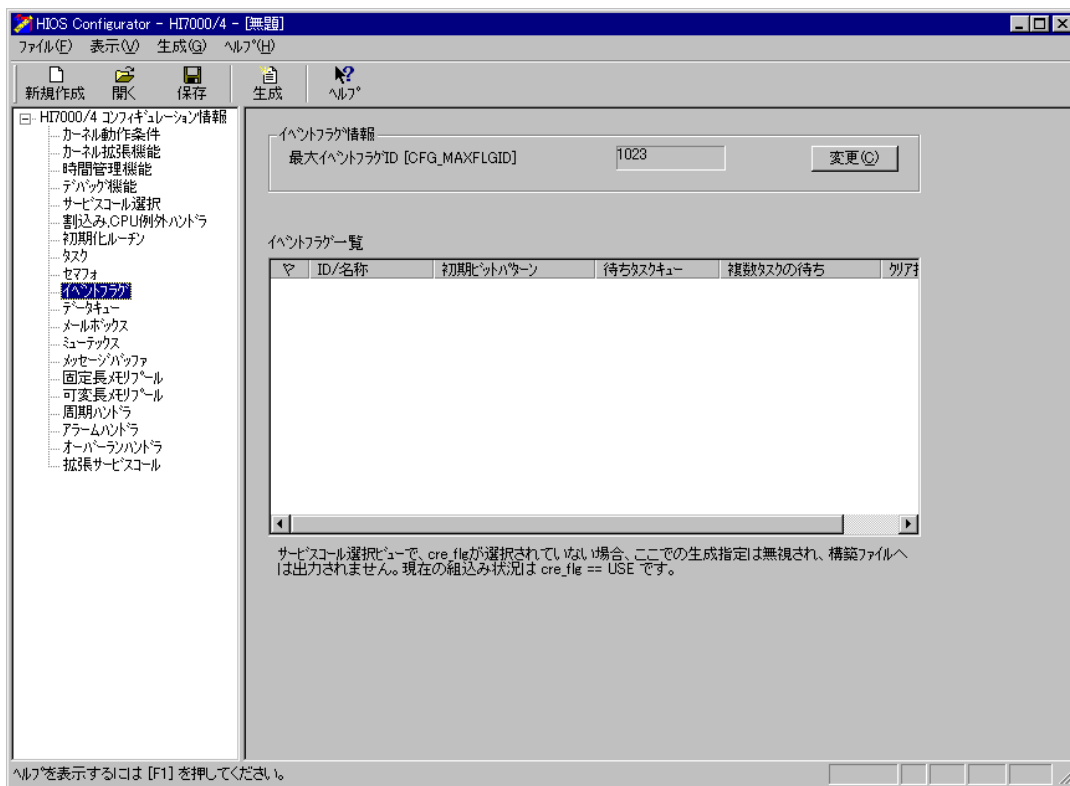 HIOS Configurator - HI7000/4 - [無題]
ファイル(F) 表示(V) 生成(G) ヘルプ(H)
新規作成 開く 保存 生成 ヘルプ
HI7000/4 コンフィギュレーション情報
カーネル動作条件
カーネル拡張機能
時間管理機能
デバッグ機能
サービスコール選択
割込み,CPU例外ハンドラ
初期化ルーチン
タスク
セマフォ
イベントフラグ
データキュー
メールボックス
ミューテックス
メッセージバッファ
固定長メモリプール
可変長メモリプール
周期ハンドラ
アラームハンドラ
オーバーランハンドラ
拡張サービスコール
イベントフラグ情報
最大イベントフラグID [CFG_MAXFLGID] 1023 変更(C)
イベントフラグ一覧
ID/名称 初期ビットパターン 待ちタスクキュー 複数タスクの待ち クリア
サービスコール選択ビューで、cre_flgが選択されていない場合、ここでの生成指定は無視され、構築ファイルへ
は出力されません。現在の組込み状況は cre_flg == USE です。
ヘルプを表示するには [F1] を押してください。